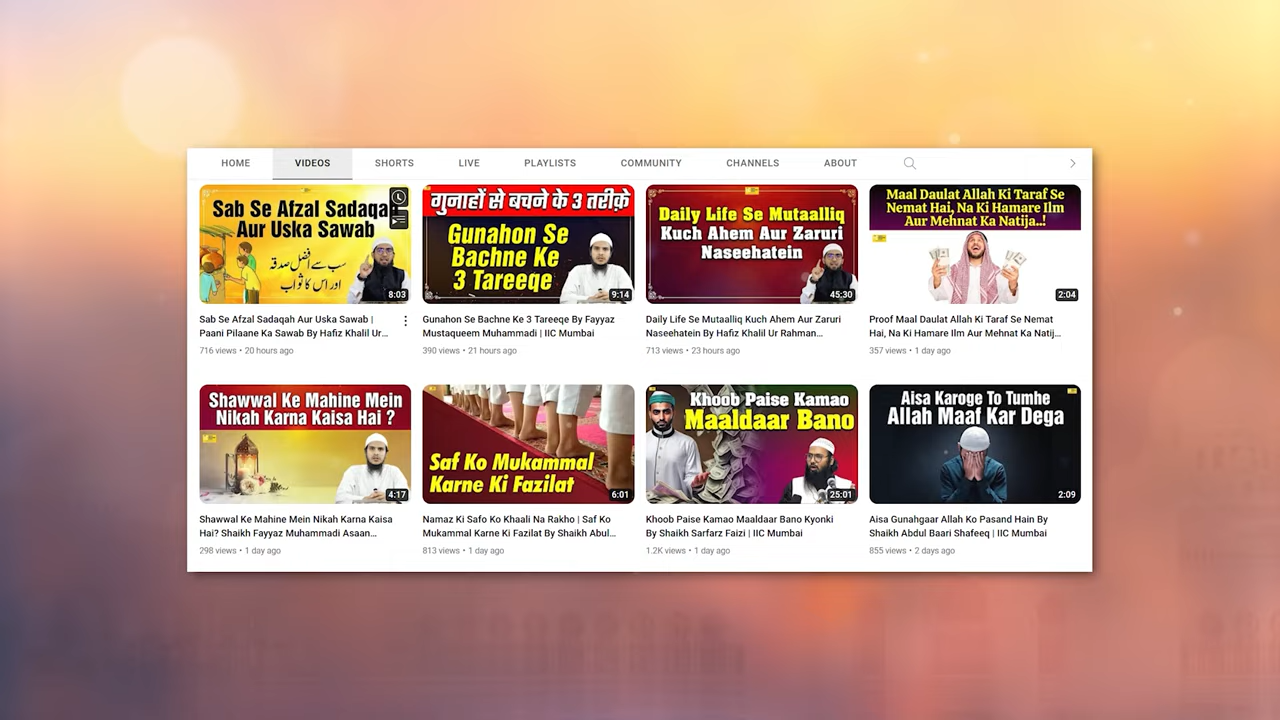 HOME VIDEOS SHORTS LIVE PLAYLISTS COMMUNITY CHANNELS ABOUT
Sab Se Afzal Sadaqah
Aur Uska Sawab
سب سے افضل صدقہ
اور اس کا ثواب
8:03
Sab Se Afzal Sadaqah Aur Uska Sawab |
Paani Pilaane Ka Sawab By Hafiz Khalil Ur...
716 views • 20 hours ago
गुनाहों से बचने के 3 तरीक़े
Gunahon Se
Bachne Ke
3 Tareeqe
9:14
Gunahon Se Bachne Ke 3 Tareeqe By Fayyaz
Mustaqueem Muhammadi | IIC Mumbai
390 views • 21 hours ago
Daily Life Se Mutaalliq
Kuch Ahem Aur Zaruri
Naseehatein
45:30
Daily Life Se Mutaalliq Kuch Ahem Aur Zaruri
Naseehatein By Hafiz Khalil Ur Rahman...
713 views • 23 hours ago
Maal Daulat Allah Ki Taraf Se
Nemat Hai, Na Ki Hamare Ilm
Aur Mehnat Ka Natija..!
2:04
Proof Maal Daulat Allah Ki Taraf Se Nemat
Hai, Na Ki Hamare Ilm Aur Mehnat Ka Natij...
357 views • 1 day ago
Shawwal Ke Mahine Mein
Nikah Karna Kaisa Hai ?
4:17
Shawwal Ke Mahine Mein Nikah Karna Kaisa
Hai? Shaikh Fayyaz Muhammadi Asaan...
298 views • 1 day ago
Saf Ko Mukammal
Karne Ki Fazilat
6:01
Namaz Ki Safo Ko Khaali Na Rakho | Saf Ko
Mukammal Karne Ki Fazilat By Shaikh Abul...
813 views • 1 day ago
Khoob Paise Kamao
Maaldaar Bano
25:01
Khoob Paise Kamao Maaldaar Bano Kyonki
By Shaikh Sarfarz Faizi | IIC Mumbai
1.2K views • 1 day ago
Aisa Karoge To Tumhe
Allah Maaf Kar Dega
2:09
Aisa Gunahgaar Allah Ko Pasand Hain By
Shaikh Abdul Baari Shafeeq | IIC Mumbai
855 views • 2 days ago